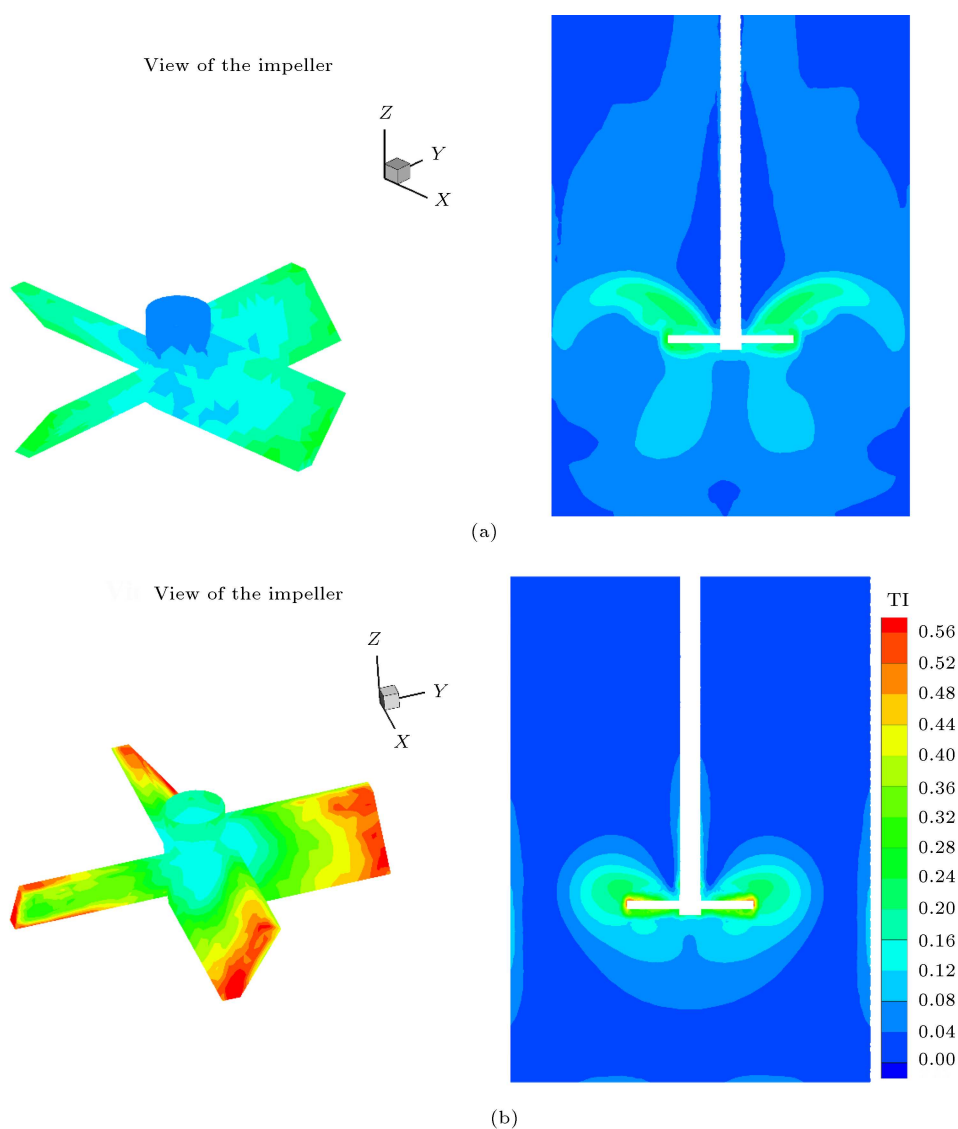 View of the impeller
Z
Y
X
(a)
View of the impeller
Z
Y
X
TI
0.56
0.52
0.48
0.44
0.40
0.36
0.32
0.28
0.24
0.20
0.16
0.12
0.08
0.04
0.00
(b)